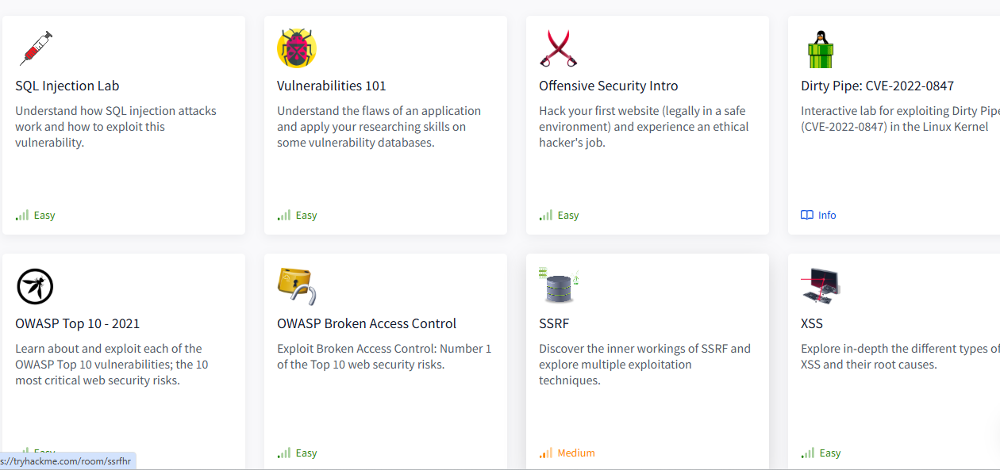 SQL Injection Lab
Understand how SQL injection attacks
work and how to exploit this
vulnerability.
Easy
Vulnerabilities 101
Understand the flaws of an application
and apply your researching skills on
some vulnerability databases.
Easy
Offensive Security Intro
Hack your first website (legally in a safe
environment) and experience an ethical
hacker's job.
Easy
Dirty Pipe: CVE-2022-0847
Interactive lab for exploiting Dirty Pipe
(CVE-2022-0847) in the Linux Kernel
Info
OWASP Top 10 - 2021
Learn about and exploit each of the
OWASP Top 10 vulnerabilities; the 10
most critical web security risks.
Easy
OWASP Broken Access Control
Exploit Broken Access Control: Number 1
of the Top 10 web security risks.
Easy
SSRF
Discover the inner workings of SSRF and
explore multiple exploitation
techniques.
Medium
XSS
Explore in-depth the different types of
XSS and their root causes.
Easy
s://tryhackme.com/room/ssrfhr